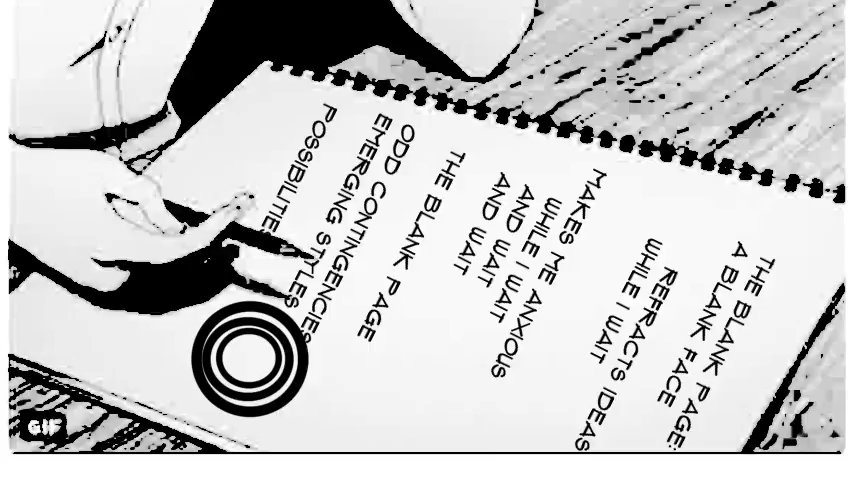 THE BLANK PAGE:
A BLANK FACE
REFRACTS IDEAS
WHILE I WAIT
MAKES ME ANXIOUS
WHILE I WAIT
AND WAIT
AND WAIT
THE BLANK PAGE
ODD CONTINGENCIES
EMERGING STYLES
POSSIBILITIES
GIF